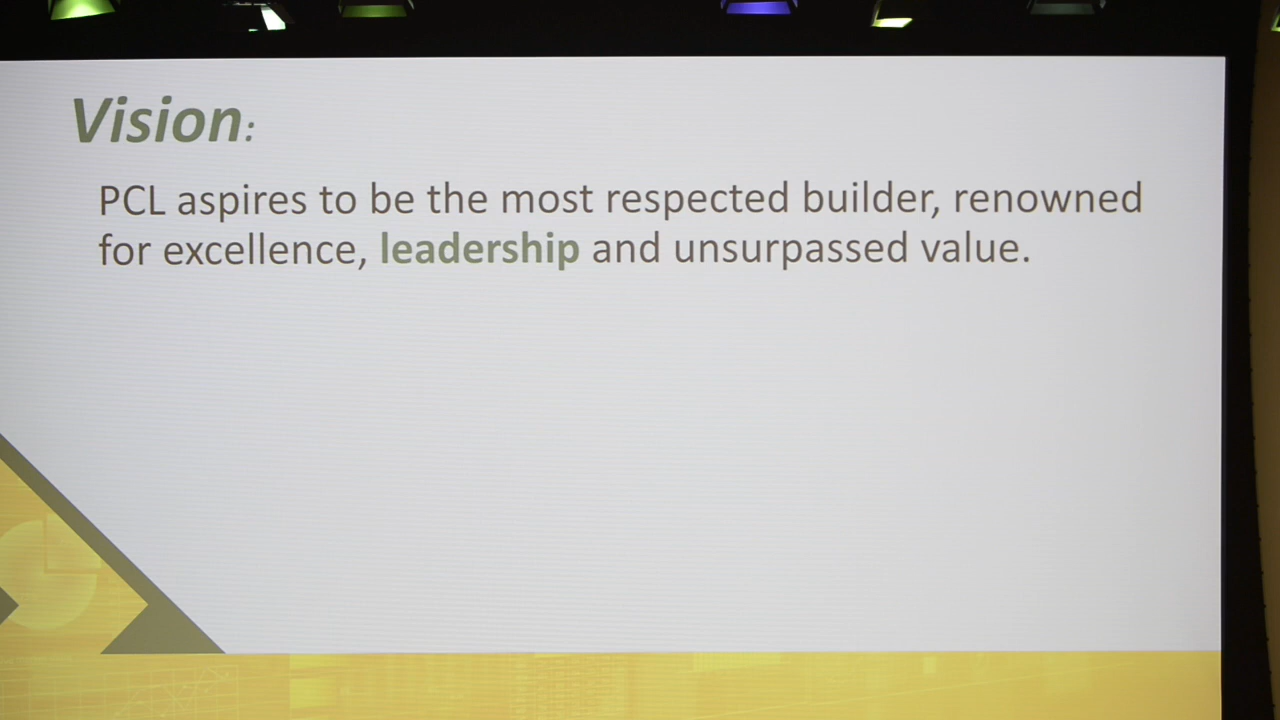 Vision:
PCL aspires to be the most respected builder, renowned
for excellence, leadership and unsurpassed value.